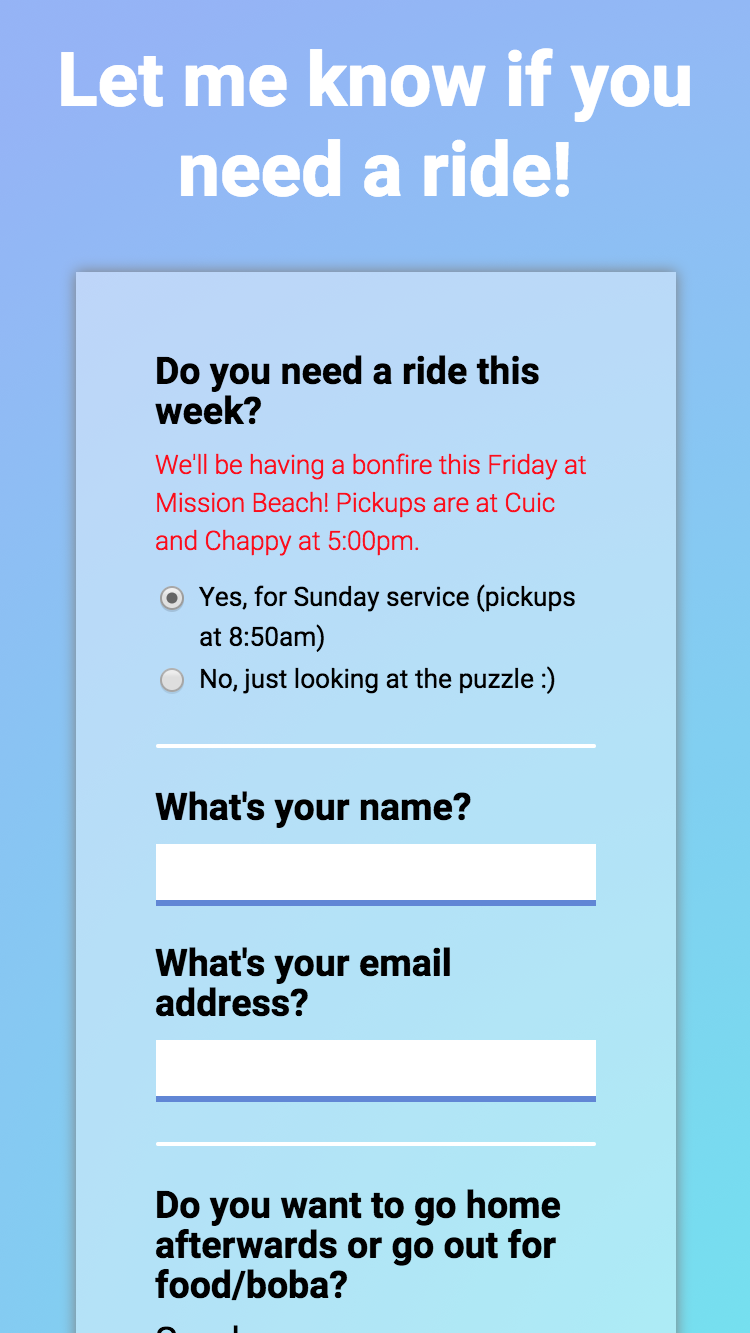 Let me know if you
need a ride!
Do you need a ride this
week?
We'll be having a bonfire this Friday at
Mission Beach! Pickups are at Cuic
and Chappy at 5:00pm.
Yes, for Sunday service (pickups
at 8:50am)
No, just looking at the puzzle :)
What's your name?
What's your email
address?
Do you want to go home
afterwards or go out for
food/boba?